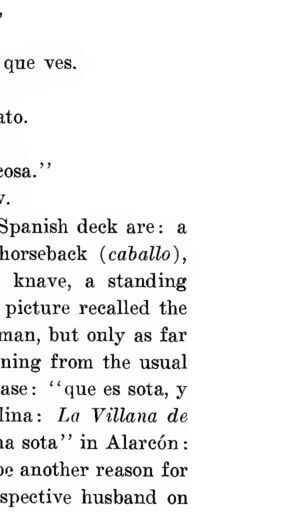 que ves.
ato.
cosa.''
v.
Spanish deck are: a
horseback (caballo),
knave, a standing
picture recalled the
man, but only as far
ning from the usual
ase: ''que es sota, y
lina: La Villana de
na sota'' in Alarcón:
be another reason for
spective husband on